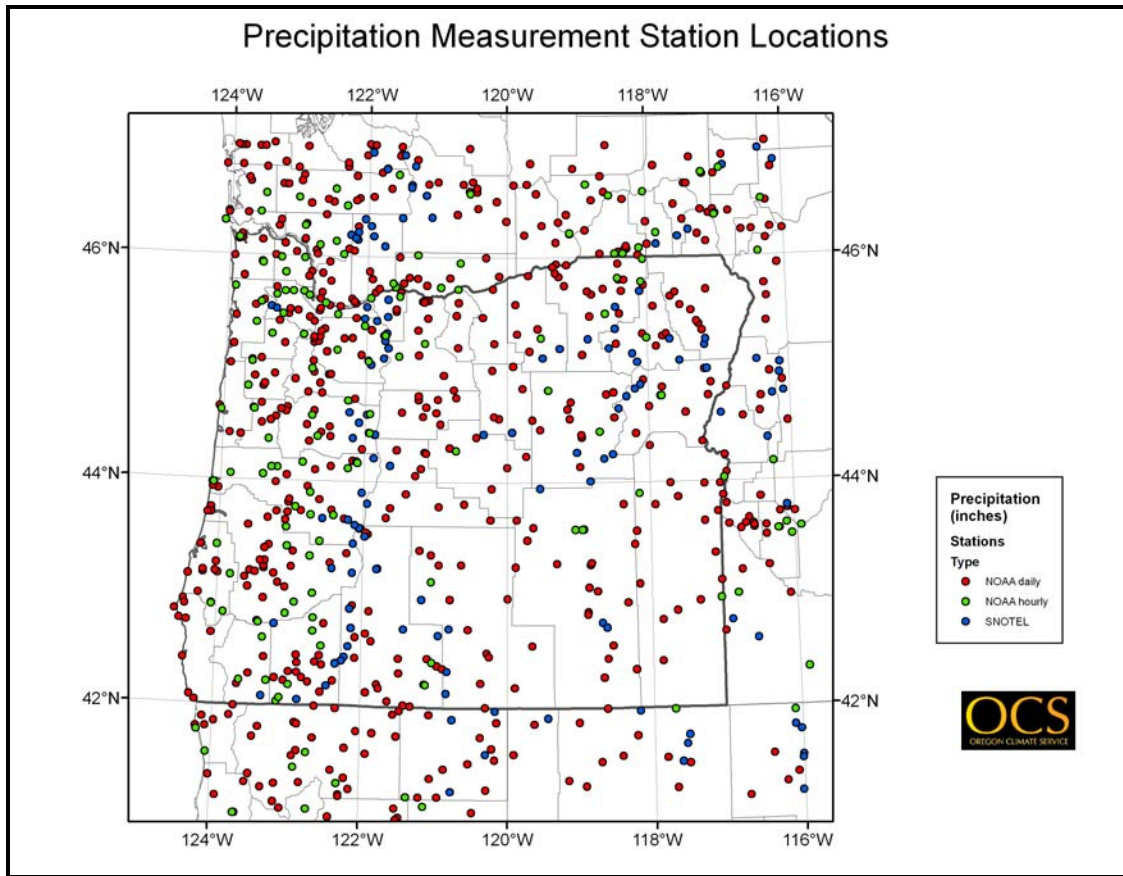 Precipitation Measurement Station Locations
124°W 122°W 120°W 118°W 116°W
46°N 46°N
44°N 44°N
42°N 42°N
124°W 122°W 120°W 118°W 116°W
Precipitation
(inches)
Stations
Type
NOAA daily
NOAA hourly
SNOTEL
OCS
OREGON CLIMATE SERVICE